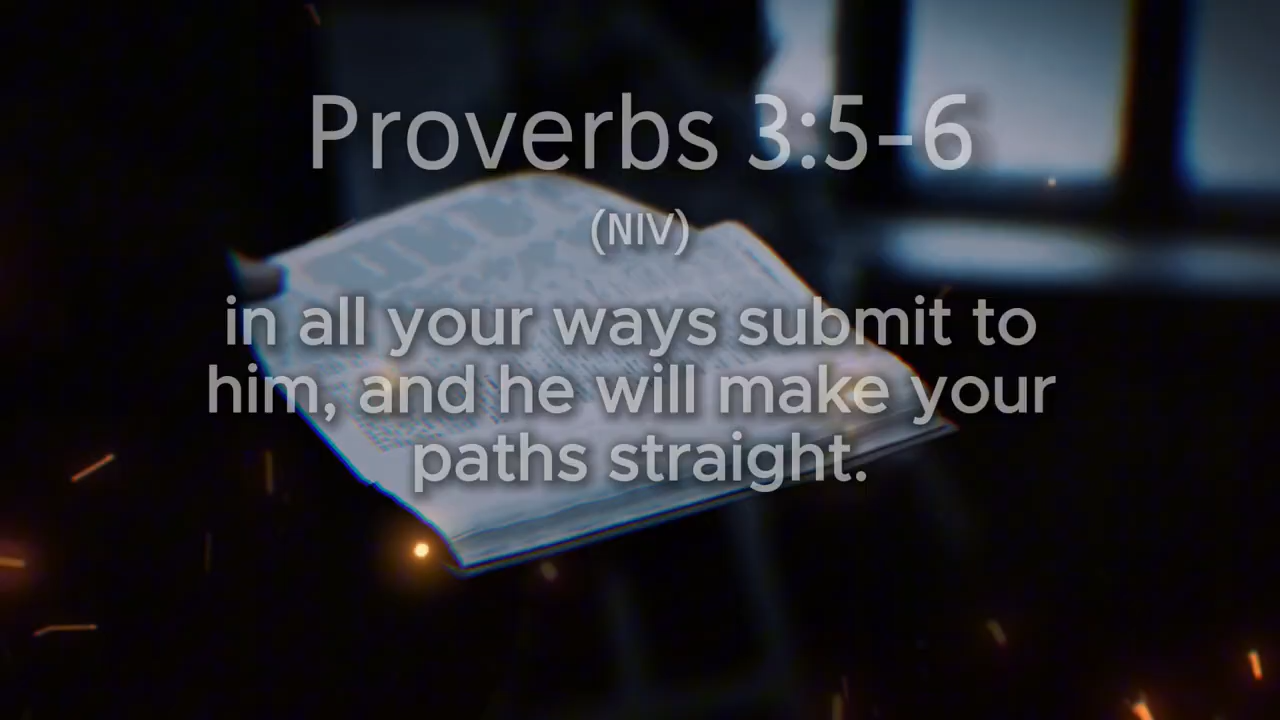 Proverbs 3:5-6
(NIV)
in all your ways submit to
him, and he will make your
paths straight.